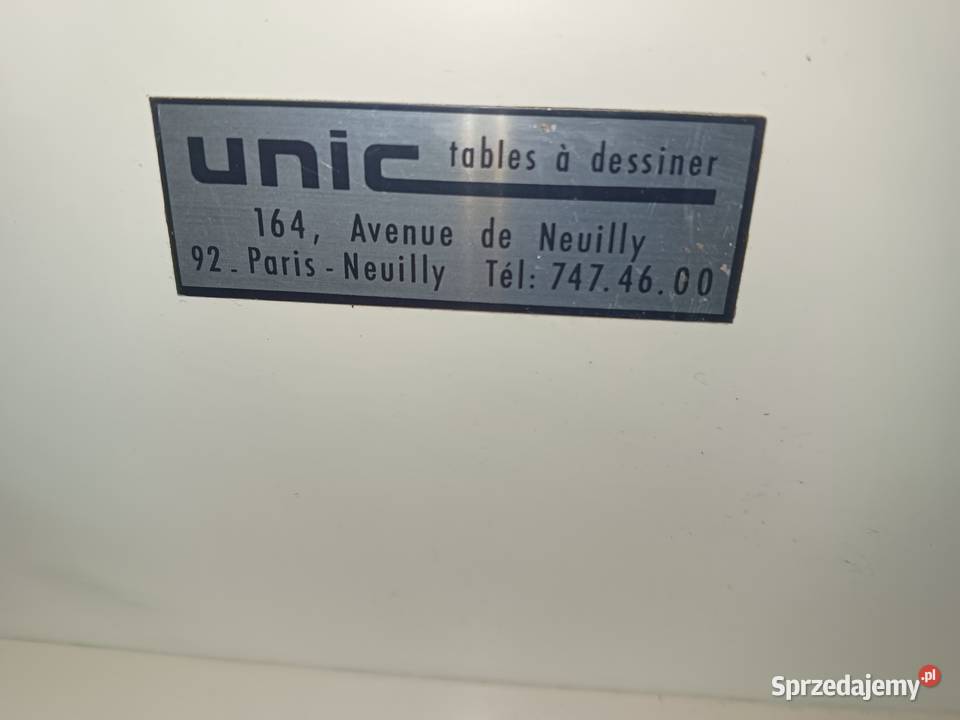 unic tables à dessiner
164, Avenue de Neuilly
92 - Paris - Neuilly Tél: 747.46.00
Sprzedajemy.pl